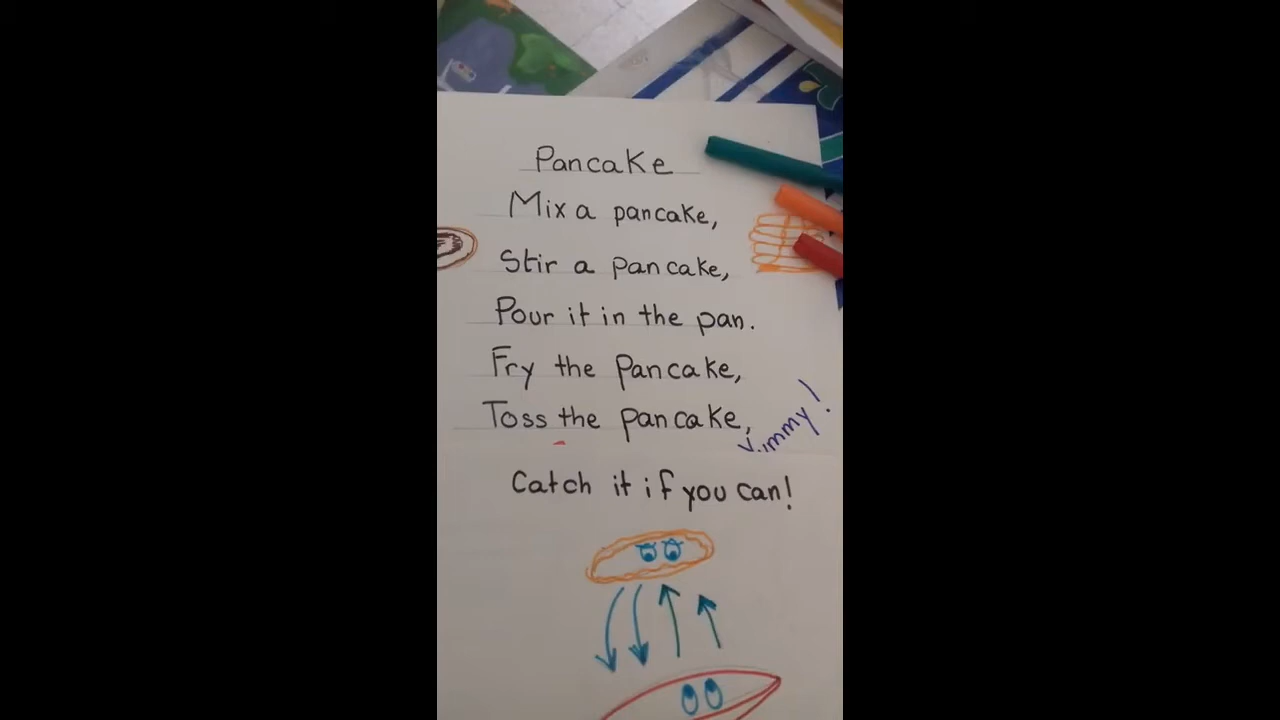 Pancake
Mix a pancake,
Stir a pancake,
Pour it in the pan.
Fry the pancake,
Toss the pancake,
Yummy!
Catch it if you can!